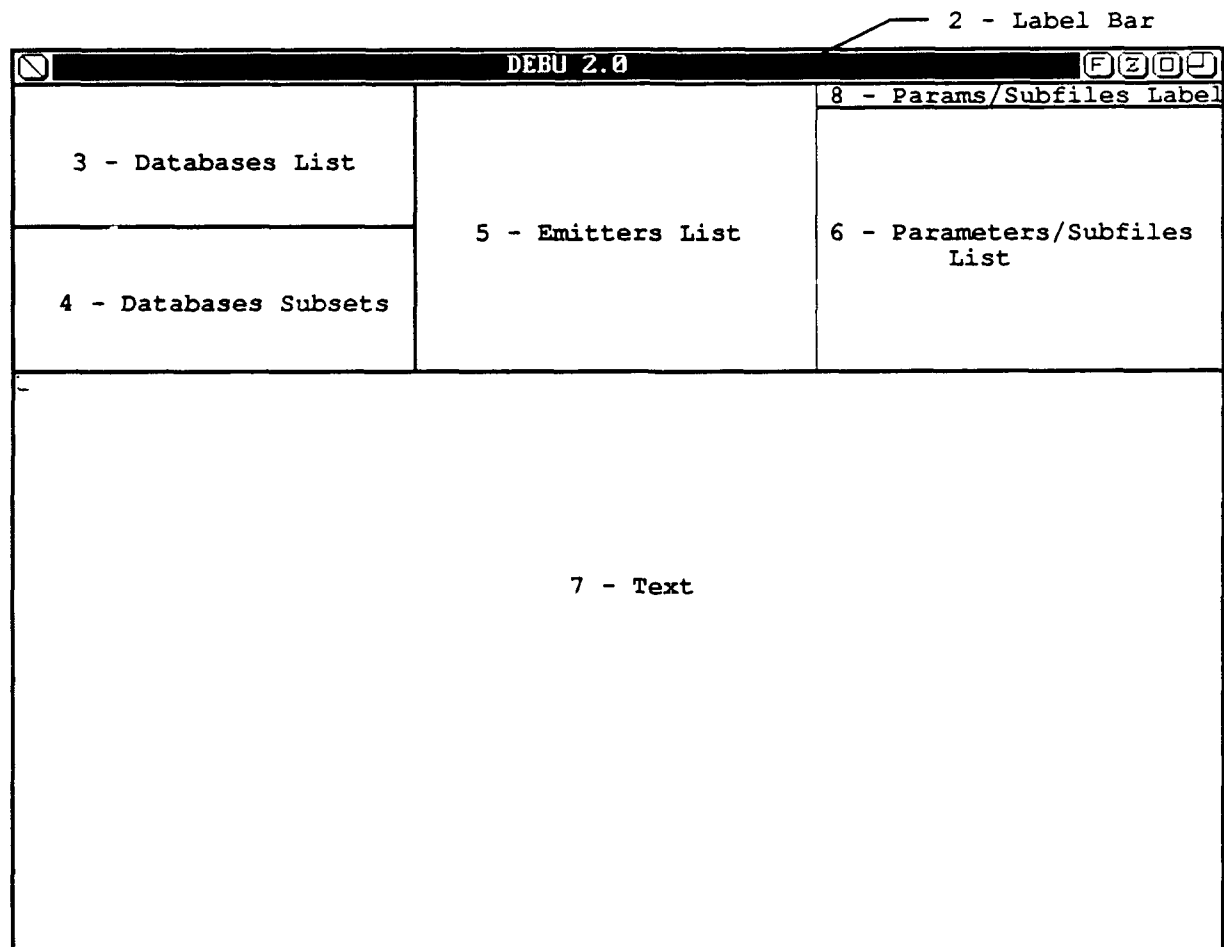 2 - Label Bar
DEBU 2.0
F Z O
8 - Params/Subfiles Label
3 - Databases List
5 - Emitters List
6 - Parameters/Subfiles
List
4 - Databases Subsets
7 - Text